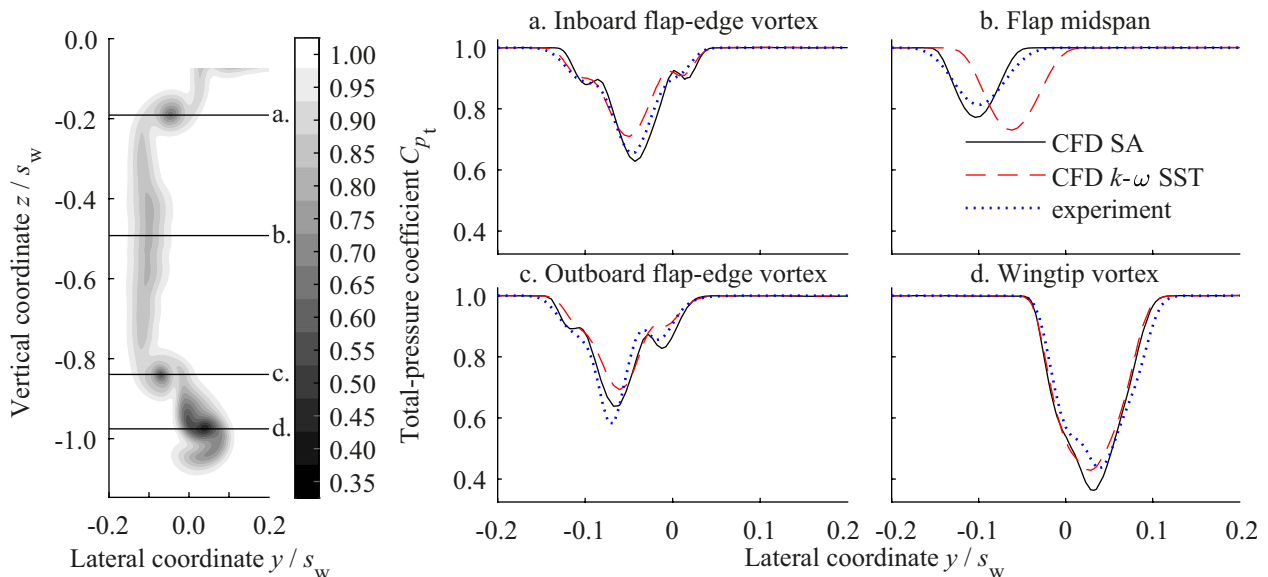 0.0
-0.2
-0.4
-0.6
-0.8
-1.0
Vertical coordinate z / s_w
-0.2
0.0
0.2
Lateral coordinate y / s_w
a.
b.
c.
d.
1.00
0.95
0.90
0.85
0.80
0.75
0.70
0.65
0.60
0.55
0.50
0.45
0.40
0.35
Total-pressure coefficient C_{p_t}
a. Inboard flap-edge vortex
1.0
0.8
0.6
0.4
b. Flap midspan
CFD SA
CFD k-ω SST
experiment
c. Outboard flap-edge vortex
1.0
0.8
0.6
0.4
-0.2
-0.1
0
0.1
0.2
d. Wingtip vortex
-0.2
-0.1
0
0.1
0.2
Lateral coordinate y / s_w